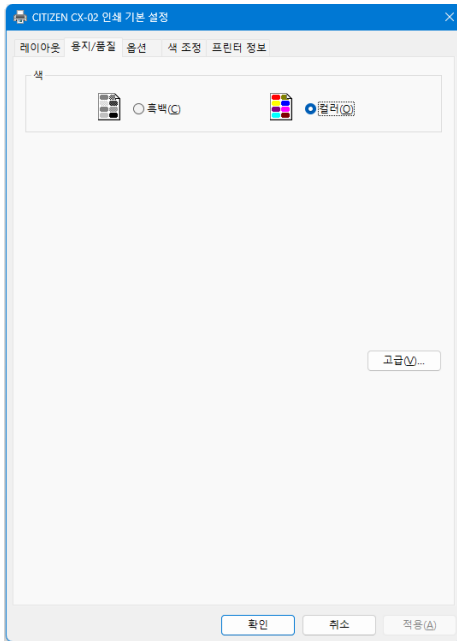 CITIZEN CX-02 인쇄 기본 설정
레이아웃 용지/품질 옵션 색 조정 프린터 정보
색
흑백(C) 컬러(O)
고급(V)...
확인 취소 적용(A)